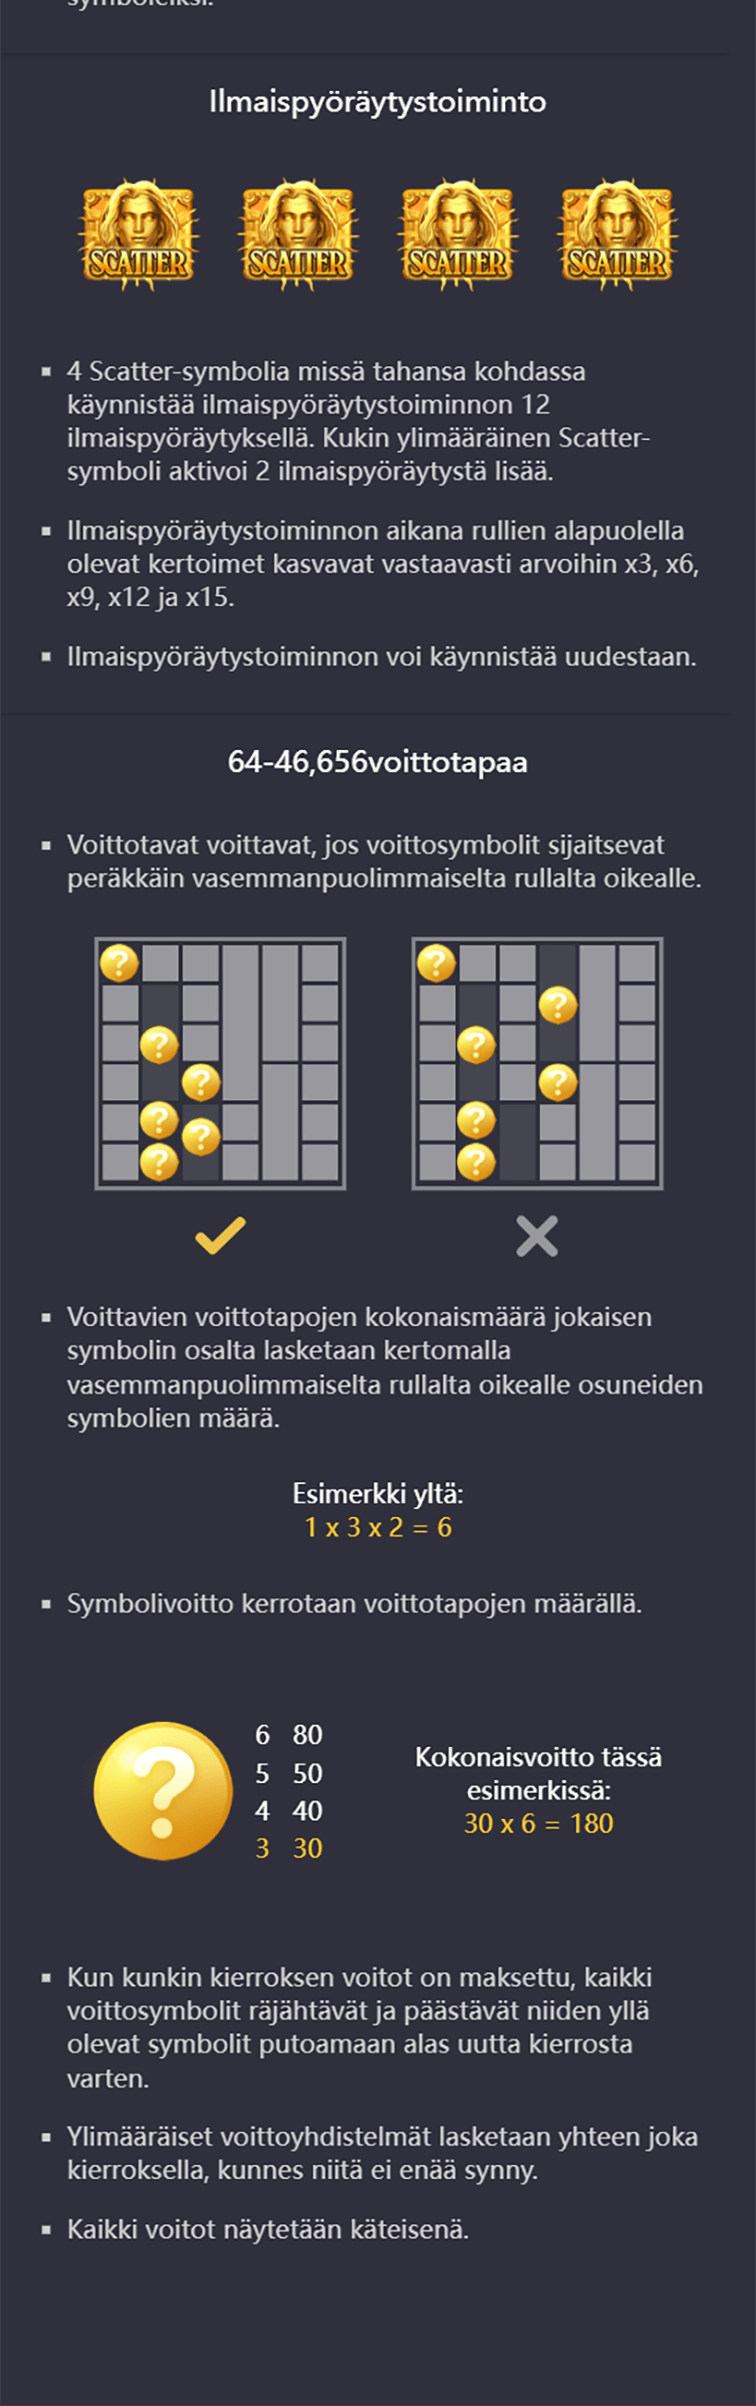 symboleiksi.
Ilmaispyöräytystoiminto
SCATTER SCATTER SCATTER SCATTER
▪ 4 Scatter-symbolia missä tahansa kohdassa
käynnistää ilmaispyöräytystoiminnon 12
ilmaispyöräytyksellä. Kukin ylimääräinen Scatter-
symboli aktivoi 2 ilmaispyöräytystä lisää.
▪ Ilmaispyöräytystoiminnon aikana rullien alapuolella
olevat kertoimet kasvavat vastaavasti arvoihin x3, x6,
x9, x12 ja x15.
▪ Ilmaispyöräytystoiminnon voi käynnistää uudestaan.
64-46,656voittotapaa
▪ Voittotavat voittavat, jos voittosymbolit sijaitsevat
peräkkäin vasemmanpuolimmaiselta rullalta oikealle.
? ?
?
? ?
? ?
? ?
?
? ?
▪ Voittavien voittotapojen kokonaismäärä jokaisen
symbolin osalta lasketaan kertomalla
vasemmanpuolimmaiselta rullalta oikealle osuneiden
symbolien määrä.
Esimerkki yltä:
1 x 3 x 2 = 6
▪ Symbolivoitto kerrotaan voittotapojen määrällä.
?
6 80
5 50
4 40
3 30
Kokonaisvoitto tässä
esimerkissä:
30 x 6 = 180
▪ Kun kunkin kierroksen voitot on maksettu, kaikki
voittosymbolit räjähtävät ja päästävät niiden yllä
olevat symbolit putoamaan alas uutta kierrosta
varten.
▪ Ylimääräiset voittoyhdistelmät lasketaan yhteen joka
kierroksella, kunnes niitä ei enää synny.
▪ Kaikki voitot näytetään käteisenä.